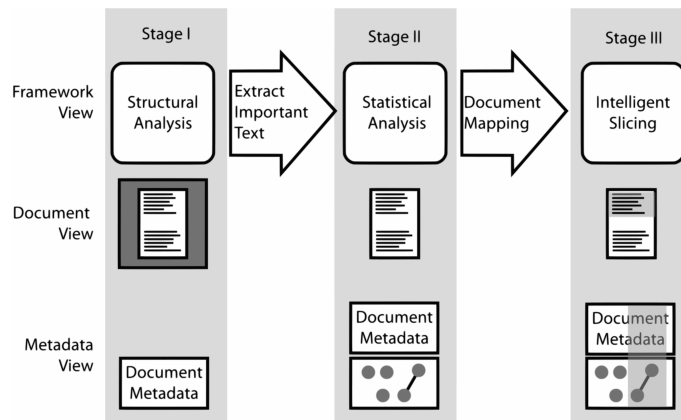 Stage I
Stage II
Stage III
Framework
View
Structural
Analysis
Extract
Important
Text
Statistical
Analysis
Document
Mapping
Intelligent
Slicing
Document
View
Metadata
View
Document
Metadata
Document
Metadata
Document
Metadata